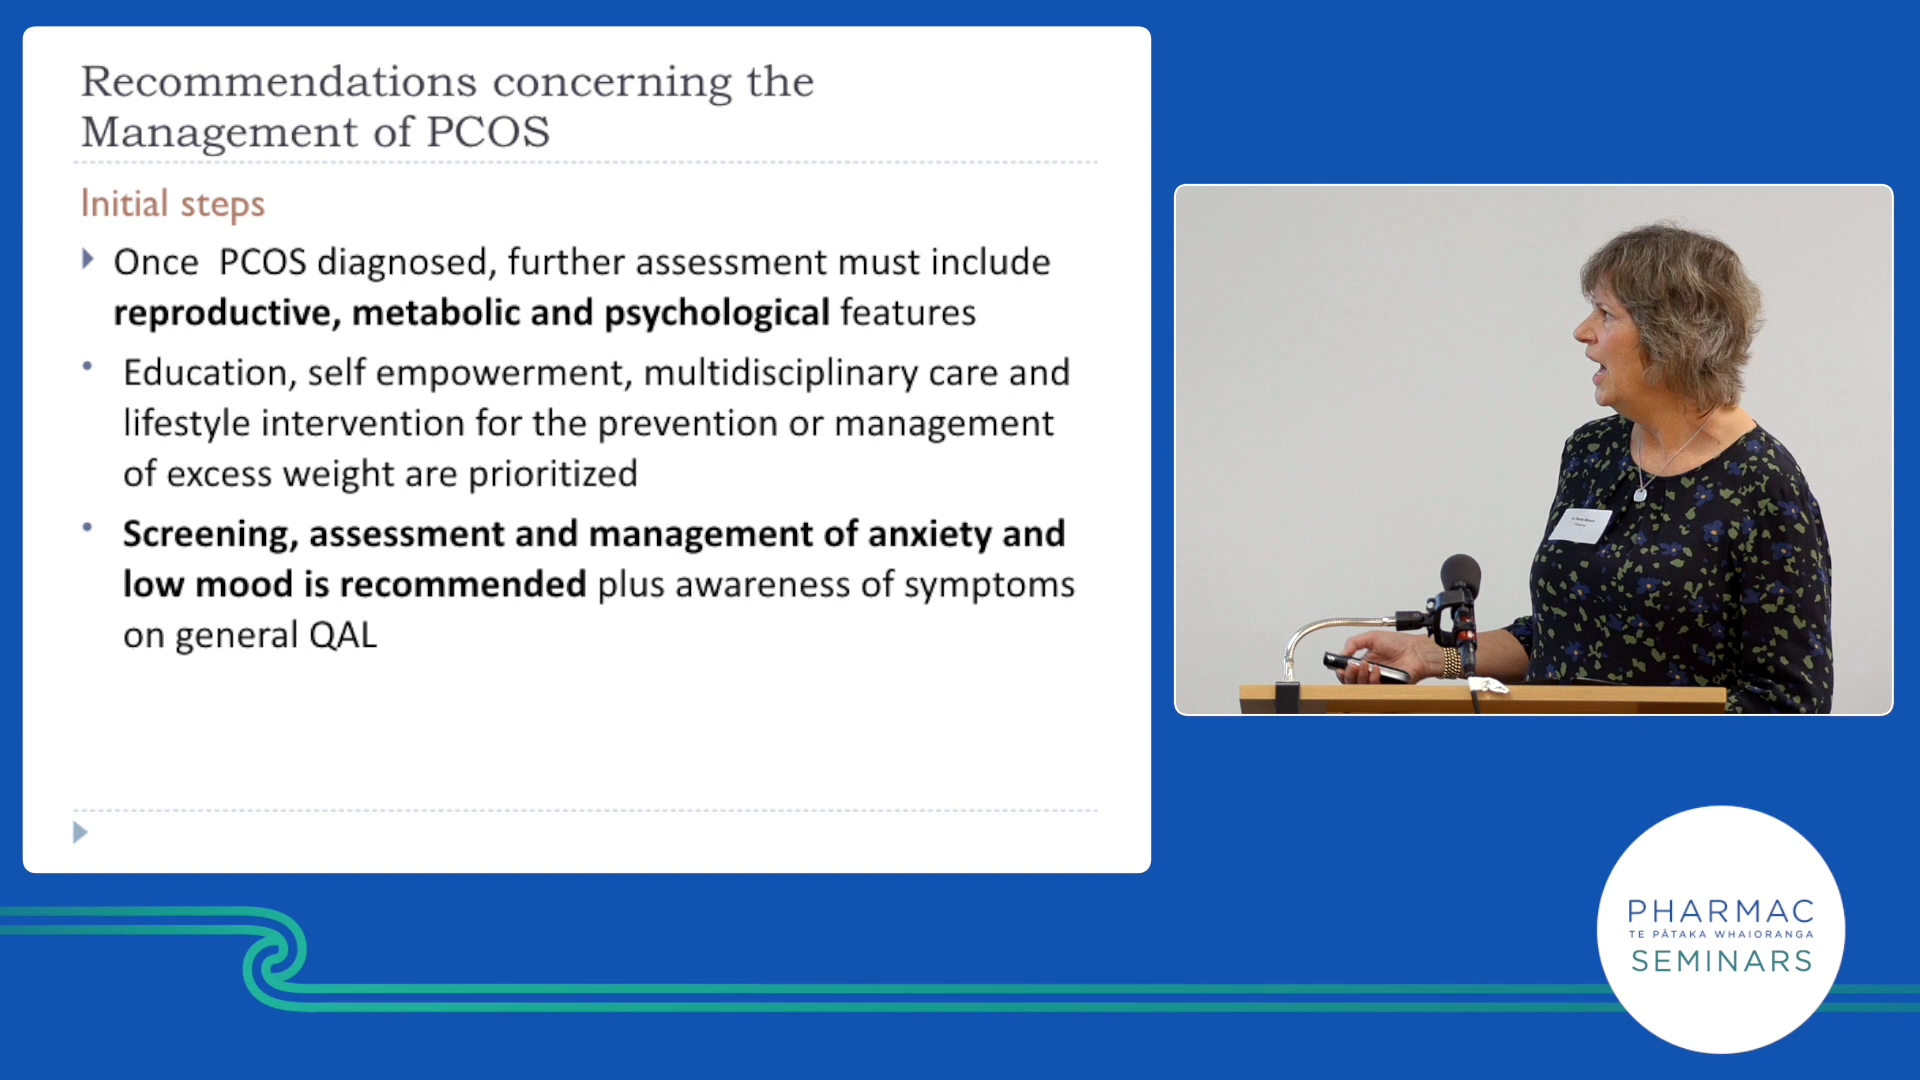 Recommendations concerning the
Management of PCOS
Initial steps
Once PCOS diagnosed, further assessment must include
reproductive, metabolic and psychological features
Education, self empowerment, multidisciplinary care and
lifestyle intervention for the prevention or management
of excess weight are prioritized
Screening, assessment and management of anxiety and
low mood is recommended plus awareness of symptoms
on general QAL
PHARMAC
TE PĀTAKA WHAIORANGA
SEMINARS